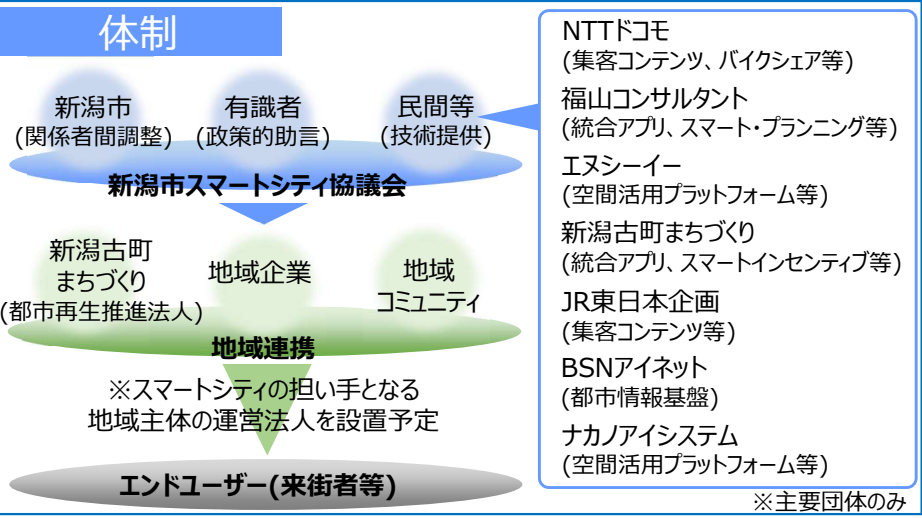 体制
新潟市
(関係者間調整)
有識者
(政策的助言)
民間等
(技術提供)
新潟市スマートシティ協議会
新潟古町
まちづくり
(都市再生推進法人)
地域企業
地域
コミュニティ
地域連携
※スマートシティの担い手となる
地域主体の運営法人を設置予定
エンドユーザー(来街者等)
NTTドコモ
(集客コンテンツ、バイクシェア等)
福山コンサルタント
(統合アプリ、スマート・プランニング等)
エヌシーイー
(空間活用プラットフォーム等)
新潟古町まちづくり
(統合アプリ、スマートインセンティブ等)
JR東日本企画
(集客コンテンツ等)
BSNアイネット
(都市情報基盤)
ナカノアイシステム
(空間活用プラットフォーム等)
※主要団体のみ